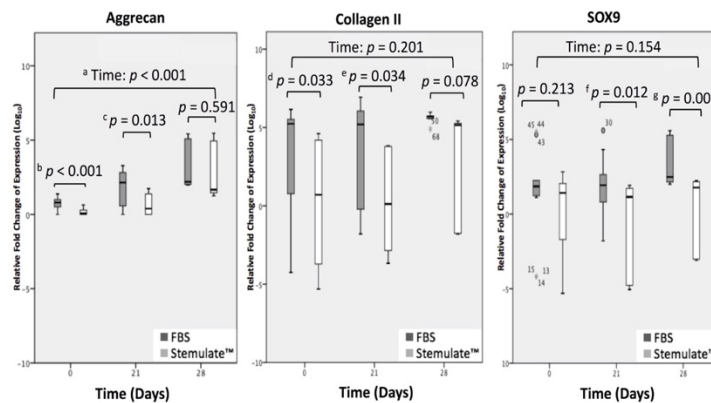 Aggrecan
Relative Fold Change of Expression (Log10)
10
5
0
−5
−10
a Time: p < 0.001
b p < 0.001
c p = 0.013
p = 0.591
FBS
Stemulate™
0 21 28
Time (Days)
Collagen II
Relative Fold Change of Expression (Log10)
10
5
0
−5
−10
Time: p = 0.201
d p = 0.033
e p = 0.034
p = 0.078
68
FBS
Stemulate™
0 21 28
Time (Days)
SOX9
Relative Fold Change of Expression (Log10)
10
5
0
−5
−10
Time: p = 0.154
p = 0.213
f p = 0.012
g p = 0.00
45 44
43
30
15 13
14
FBS
Stemulate™
0 21 28
Time (Days)